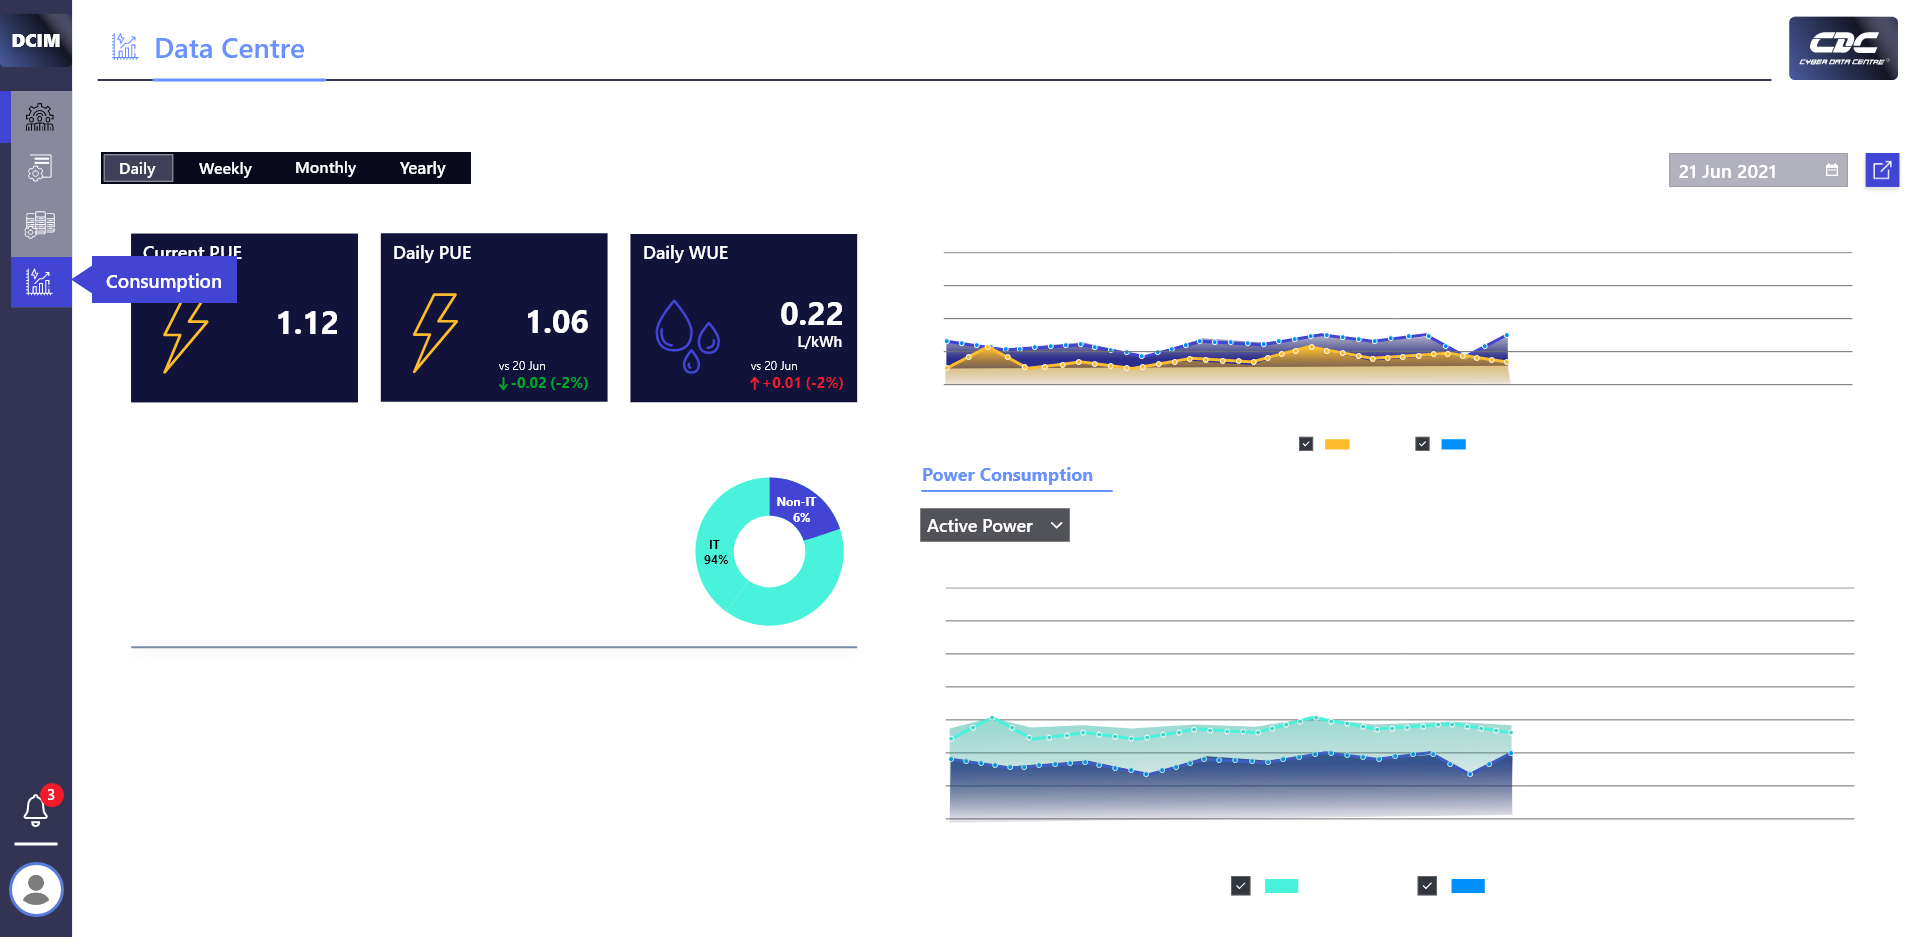 DCIM
Data Centre
CDC
CYBER DATA CENTRE
Daily
Weekly
Monthly
Yearly
21 Jun 2021
Current PUE
1.12
Daily PUE
1.06
vs 20 Jun
-0.02 (-2%)
Daily WUE
0.22
L/kWh
vs 20 Jun
+0.01 (-2%)
Consumption
Non-IT
6%
IT
94%
Power Consumption
Active Power
3